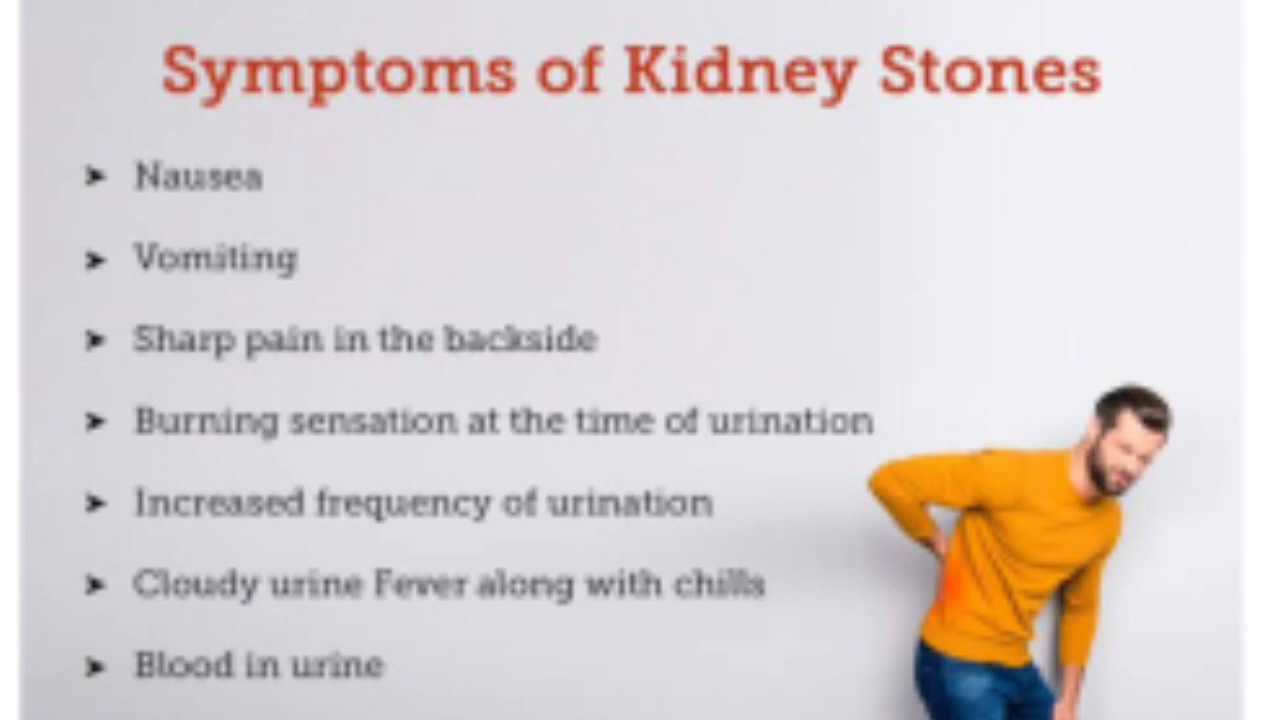 Symptoms of Kidney Stones
➤ Nausea
➤ Vomiting
➤ Sharp pain in the backside
➤ Burning sensation at the time of urination
➤ Increased frequency of urination
➤ Cloudy urine Fever along with chills
➤ Blood in urine